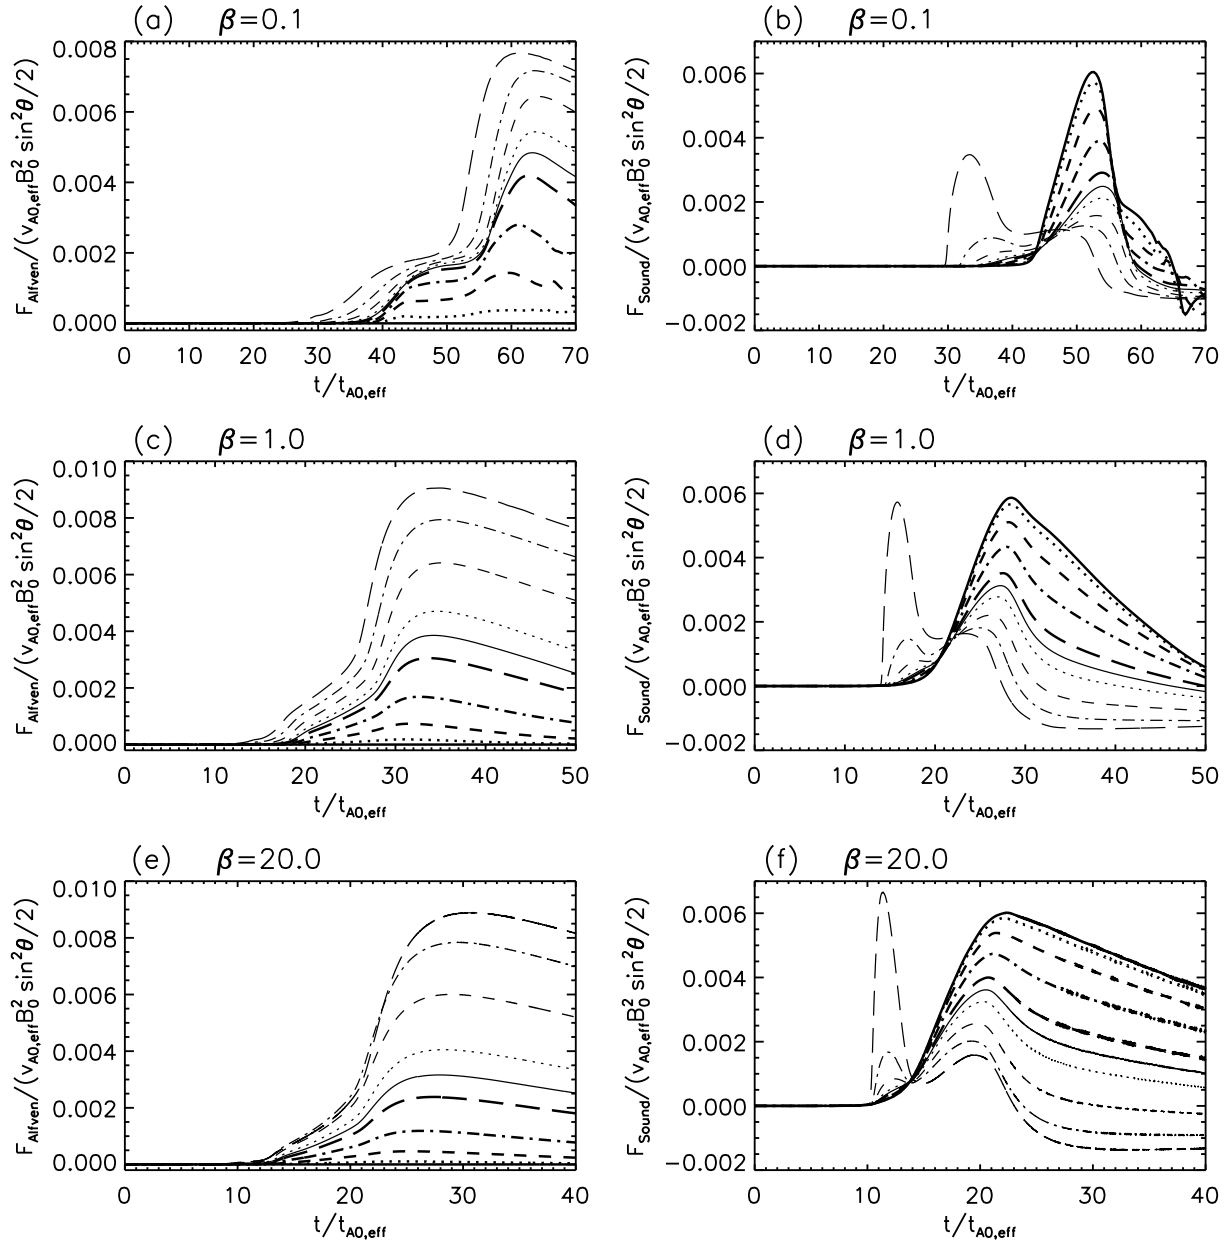 (a) β=0.1
F_Alfven/(v_A0,eff B_0^2 sin^2θ/2)
0.008
0.006
0.004
0.002
0.000
0 10 20 30 40 50 60 70
t/t_A0,eff
(b) β=0.1
F_Sound/(v_A0,eff B_0^2 sin^2θ/2)
0.006
0.004
0.002
0.000
−0.002
0 10 20 30 40 50 60 70
t/t_A0,eff
(c) β=1.0
F_Alfven/(v_A0,eff B_0^2 sin^2θ/2)
0.010
0.008
0.006
0.004
0.002
0.000
0 10 20 30 40 50
t/t_A0,eff
(d) β=1.0
F_Sound/(v_A0,eff B_0^2 sin^2θ/2)
0.006
0.004
0.002
0.000
−0.002
0 10 20 30 40 50
t/t_A0,eff
(e) β=20.0
F_Alfven/(v_A0,eff B_0^2 sin^2θ/2)
0.010
0.008
0.006
0.004
0.002
0.000
0 10 20 30 40
t/t_A0,eff
(f) β=20.0
F_Sound/(v_A0,eff B_0^2 sin^2θ/2)
0.006
0.004
0.002
0.000
−0.002
0 10 20 30 40
t/t_A0,eff